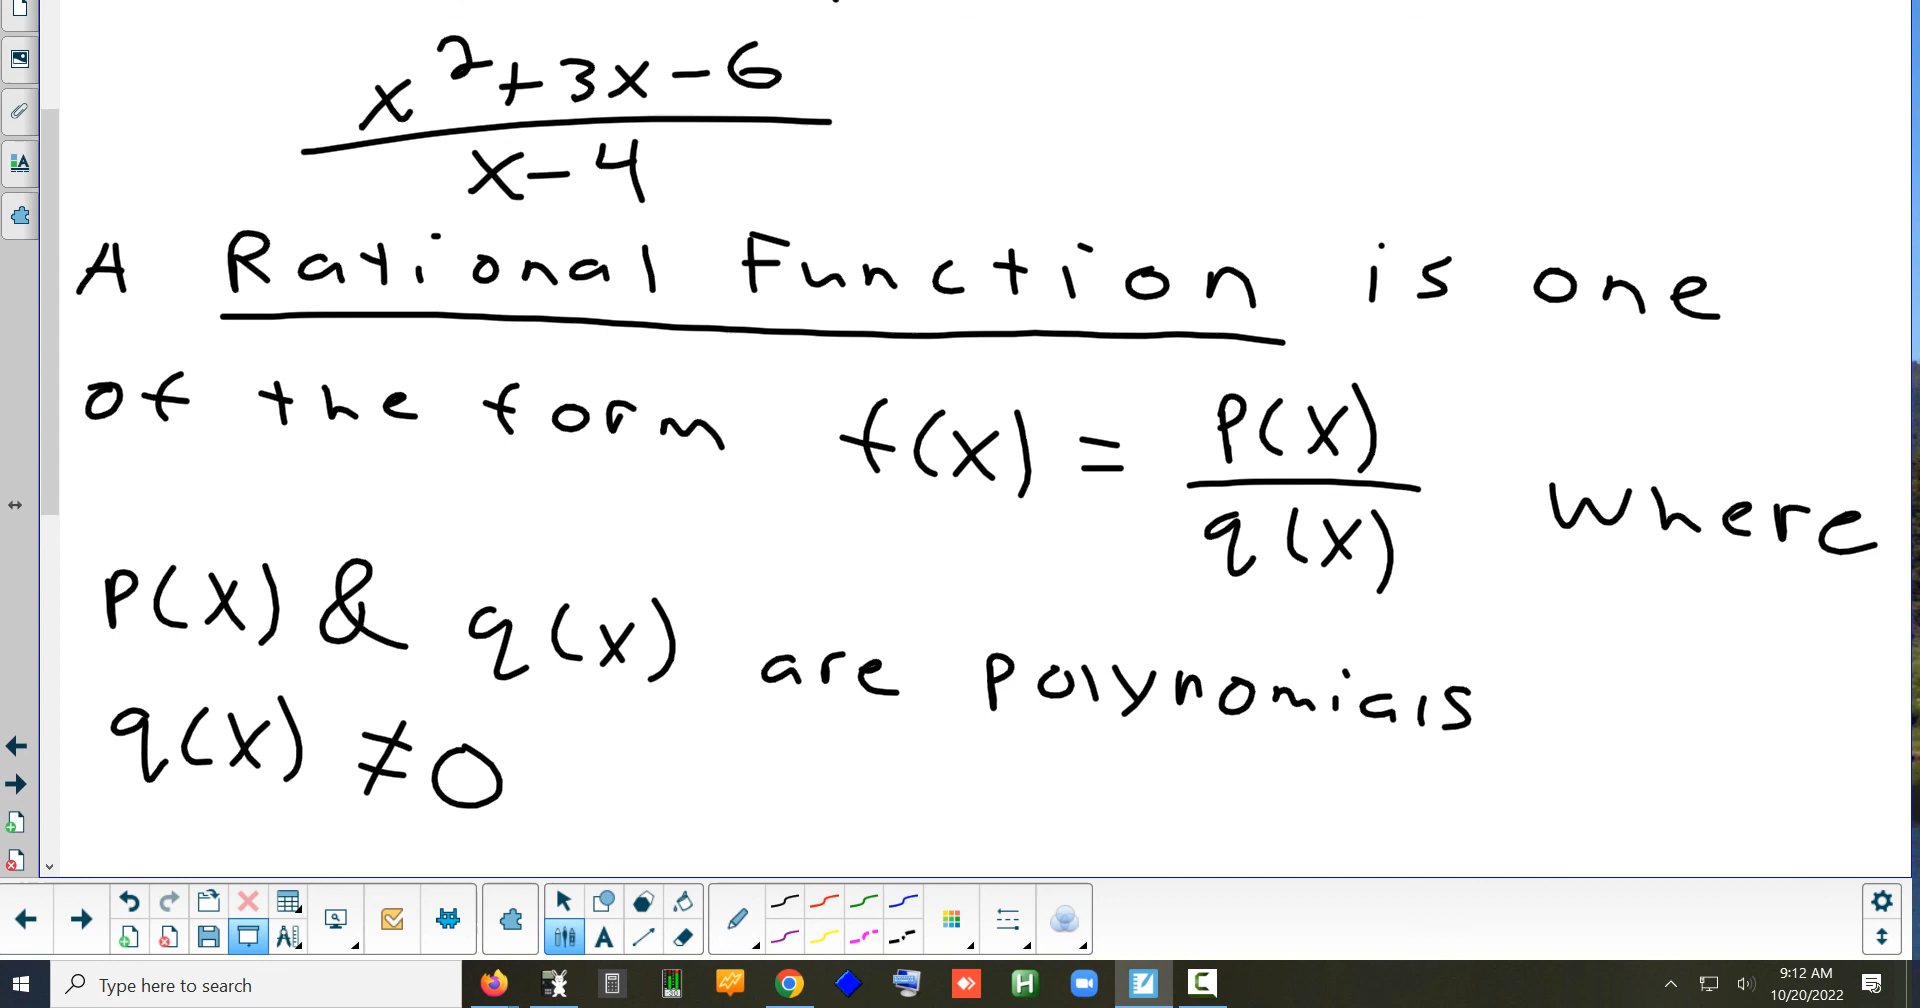 x²+3x-6
x-4
A Rational Function is one
of the form f(x) = p(x)
q(x) where
p(x) & q(x) are polynomials
q(x) ≠ 0
Type here to search
9:12 AM
10/20/2022